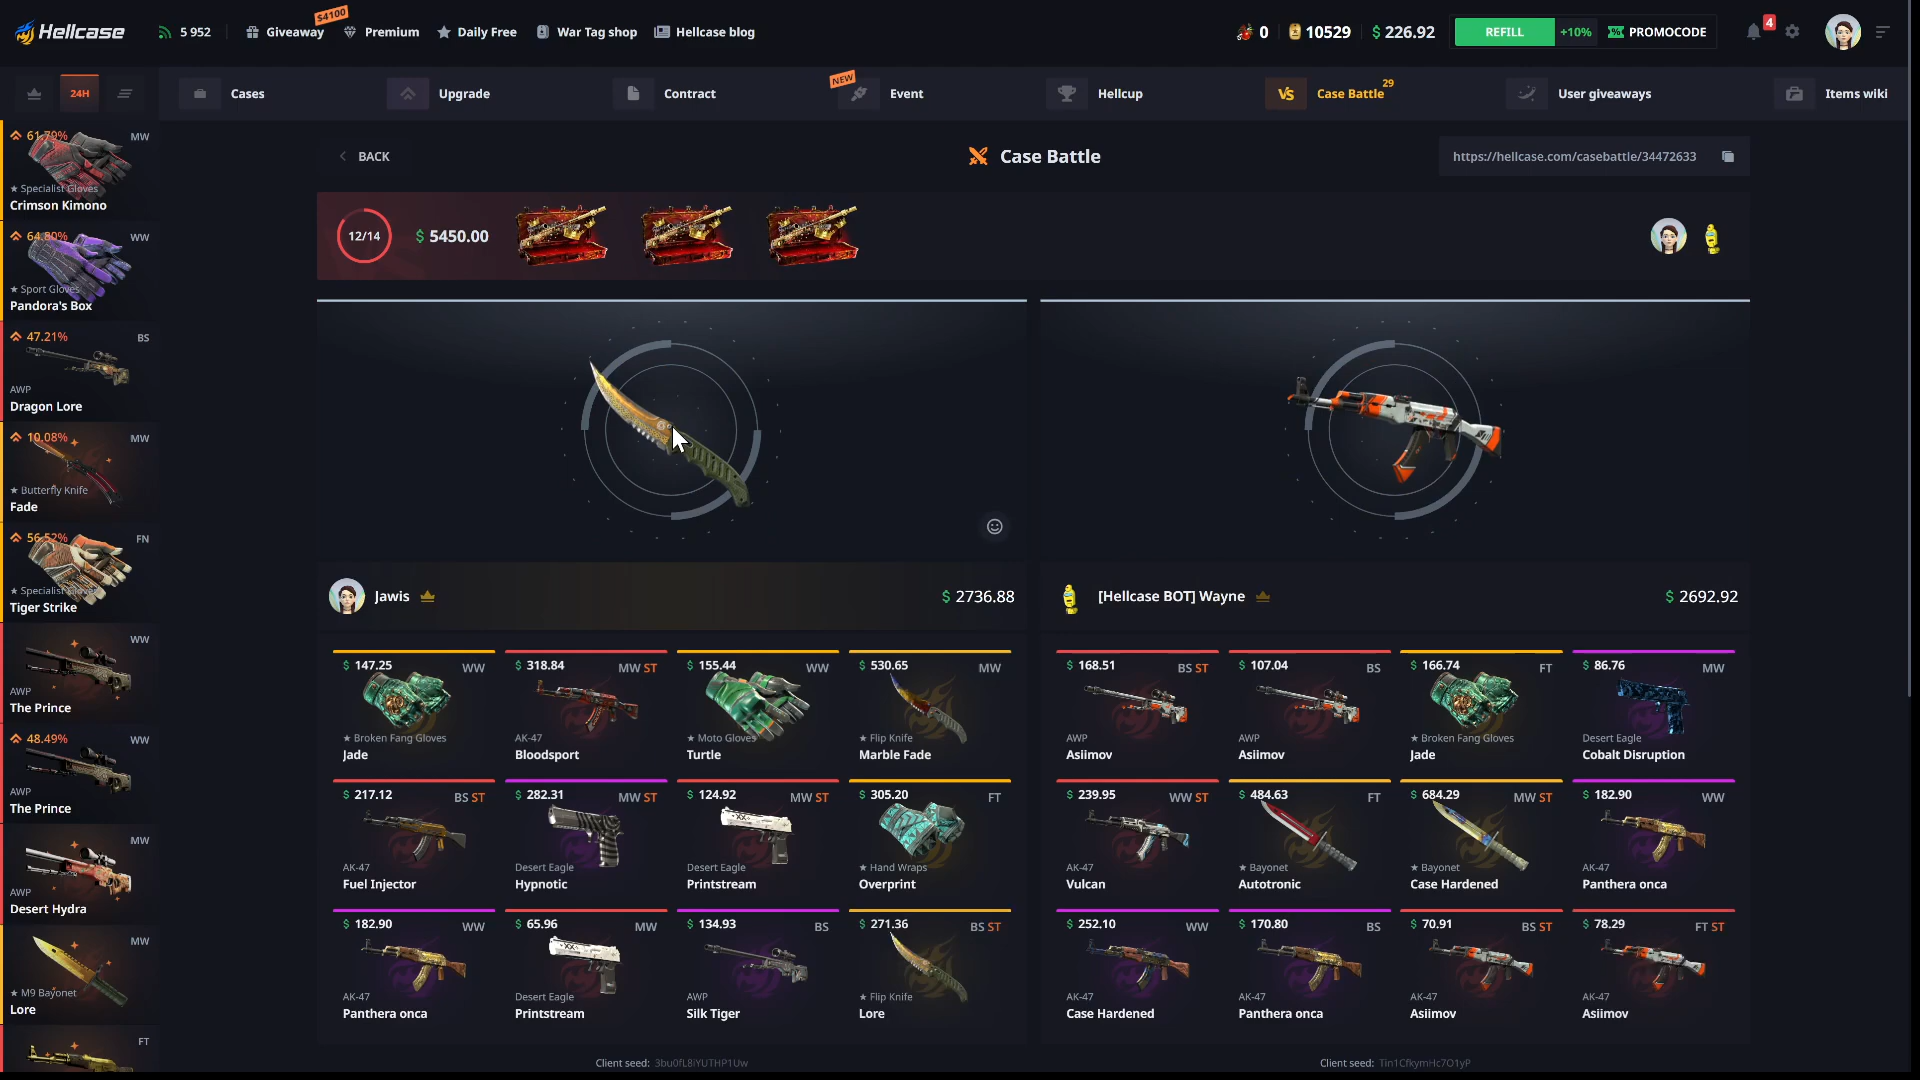 Hellcase
5 952
Giveaway
$4100
Premium
Daily Free
War Tag shop
Hellcase blog
0
10529
$ 226.92
REFILL
+10%
PROMOCODE
4
24H
Cases
Upgrade
Contract
NEW
Event
Hellcup
VS
Case Battle
29
User giveaways
Items wiki
61.79%
MW
★ Specialist Gloves
Crimson Kimono
64.80%
WW
★ Sport Gloves
Pandora's Box
47.21%
BS
AWP
Dragon Lore
10.08%
MW
★ Butterfly Knife
Fade
56.52%
FN
★ Specialist Gloves
Tiger Strike
WW
AWP
The Prince
48.49%
WW
AWP
The Prince
MW
AWP
Desert Hydra
MW
★ M9 Bayonet
Lore
FT
BACK
Case Battle
https://hellcase.com/casebattle/34472633
12/14
$ 5450.00
Jawis
$ 2736.88
$ 147.25
WW
★ Broken Fang Gloves
Jade
$ 318.84
MW ST
AK-47
Bloodsport
$ 155.44
WW
★ Moto Gloves
Turtle
$ 530.65
MW
★ Flip Knife
Marble Fade
$ 217.12
BS ST
AK-47
Fuel Injector
$ 282.31
MW ST
Desert Eagle
Hypnotic
$ 124.92
MW ST
Desert Eagle
Printstream
$ 305.20
FT
★ Hand Wraps
Overprint
$ 182.90
WW
AK-47
Panthera onca
$ 65.96
MW
Desert Eagle
Printstream
$ 134.93
BS
AWP
Silk Tiger
$ 271.36
BS ST
★ Flip Knife
Lore
Client seed: 3bu0fL8iYUTHP1Uw
[Hellcase BOT] Wayne
$ 2692.92
$ 168.51
BS ST
AWP
Asiimov
$ 107.04
BS
AWP
Asiimov
$ 166.74
FT
★ Broken Fang Gloves
Jade
$ 86.76
MW
Desert Eagle
Cobalt Disruption
$ 239.95
WW ST
AK-47
Vulcan
$ 484.63
FT
★ Bayonet
Autotronic
$ 684.29
MW ST
★ Bayonet
Case Hardened
$ 182.90
WW
AK-47
Panthera onca
$ 252.10
WW
AK-47
Case Hardened
$ 170.80
BS
AK-47
Panthera onca
$ 70.91
BS ST
AK-47
Asiimov
$ 78.29
FT ST
AK-47
Asiimov
Client seed: Tin1CfkymHc7O1yP